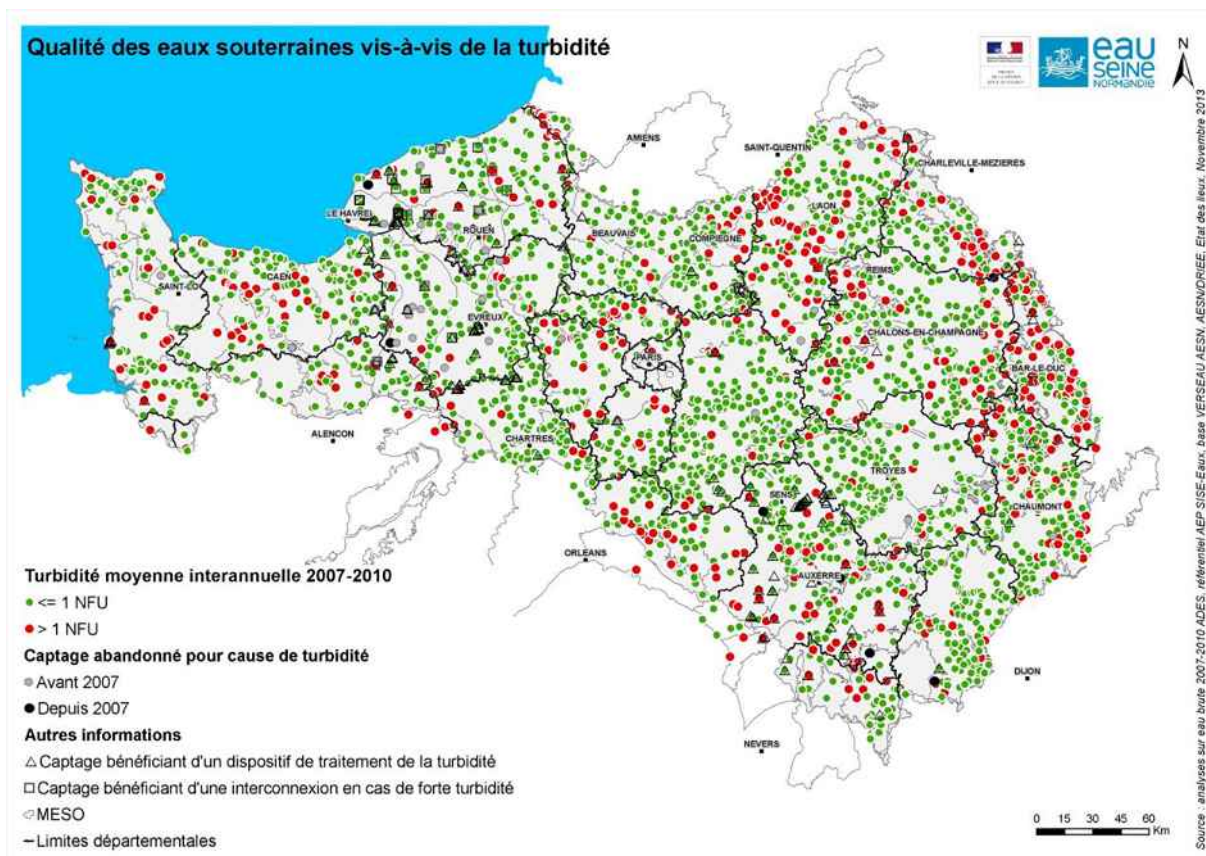 Qualité des eaux souterraines vis-à-vis de la turbidité
eau
SEINE
NORMANDIE
N
AMIENS
SAINT-QUENTIN
CHARLEVILLE-MEZIERES
LAON
LE HAVRE
ROUEN
BEAUVAIS
COMPIEGNE
REIMS
CAEN
SAINT-LO
EVREUX
CHALONS-EN-CHAMPAGNE
PARIS
BAR-LE-DUC
ALENCON
CHARTRES
TROYES
SENS
CHAUMONT
ORLEANS
AUXERRE
DIJON
NEVERS
Turbidité moyenne interannuelle 2007-2010
<= 1 NFU
> 1 NFU
Captage abandonné pour cause de turbidité
Avant 2007
Depuis 2007
Autres informations
Captage bénéficiant d'un dispositif de traitement de la turbidité
Captage bénéficiant d'une interconnexion en cas de forte turbidité
MESO
Limites départementales
0 15 30 45 60
Km
Source : analyses sur eau brute 2007-2010 ADES, référentiel AEP SISE-Eaux, base VERSEAU AESN, AESN/DRIEE, Etat des lieux, Novembre 2013